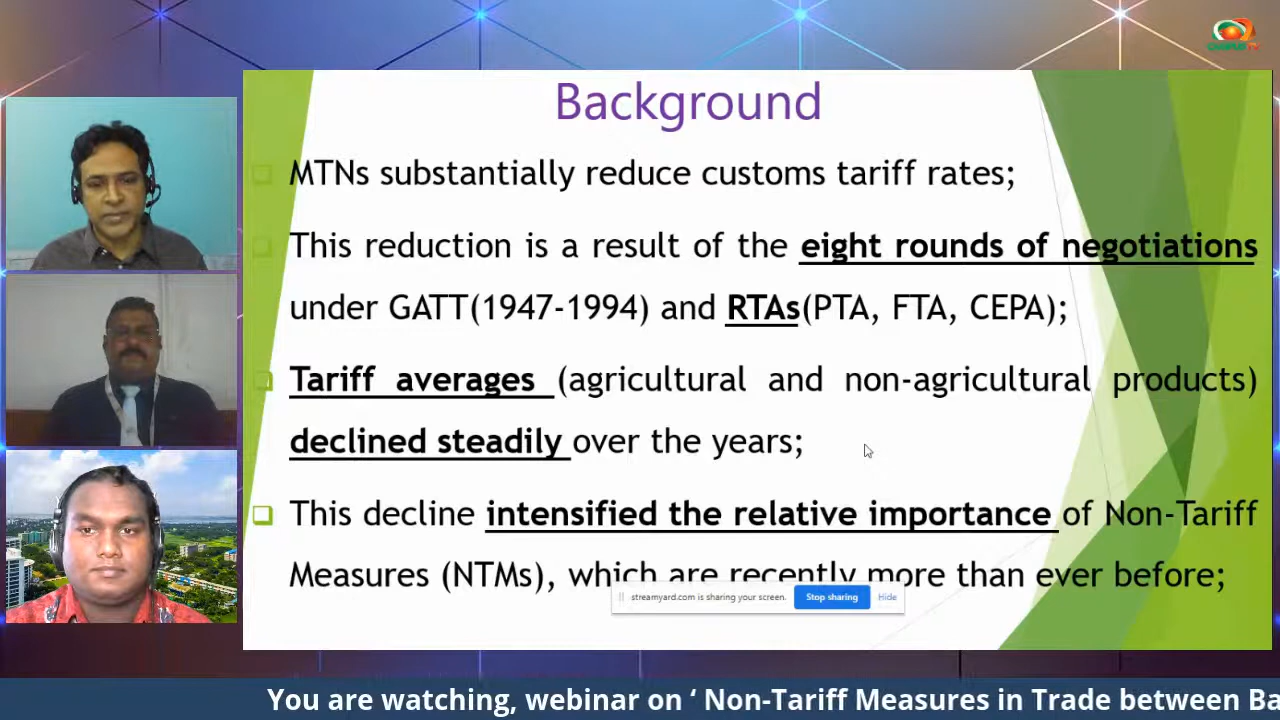 Background
MTNs substantially reduce customs tariff rates;
This reduction is a result of the eight rounds of negotiations
under GATT(1947-1994) and RTAs(PTA, FTA, CEPA);
Tariff averages (agricultural and non-agricultural products)
declined steadily over the years;
This decline intensified the relative importance of Non-Tariff
Measures (NTMs), which are recently more than ever before;
streamyard.com is sharing your screen. Stop sharing Hide
You are watching, webinar on ‘ Non-Tariff Measures in Trade between Ba